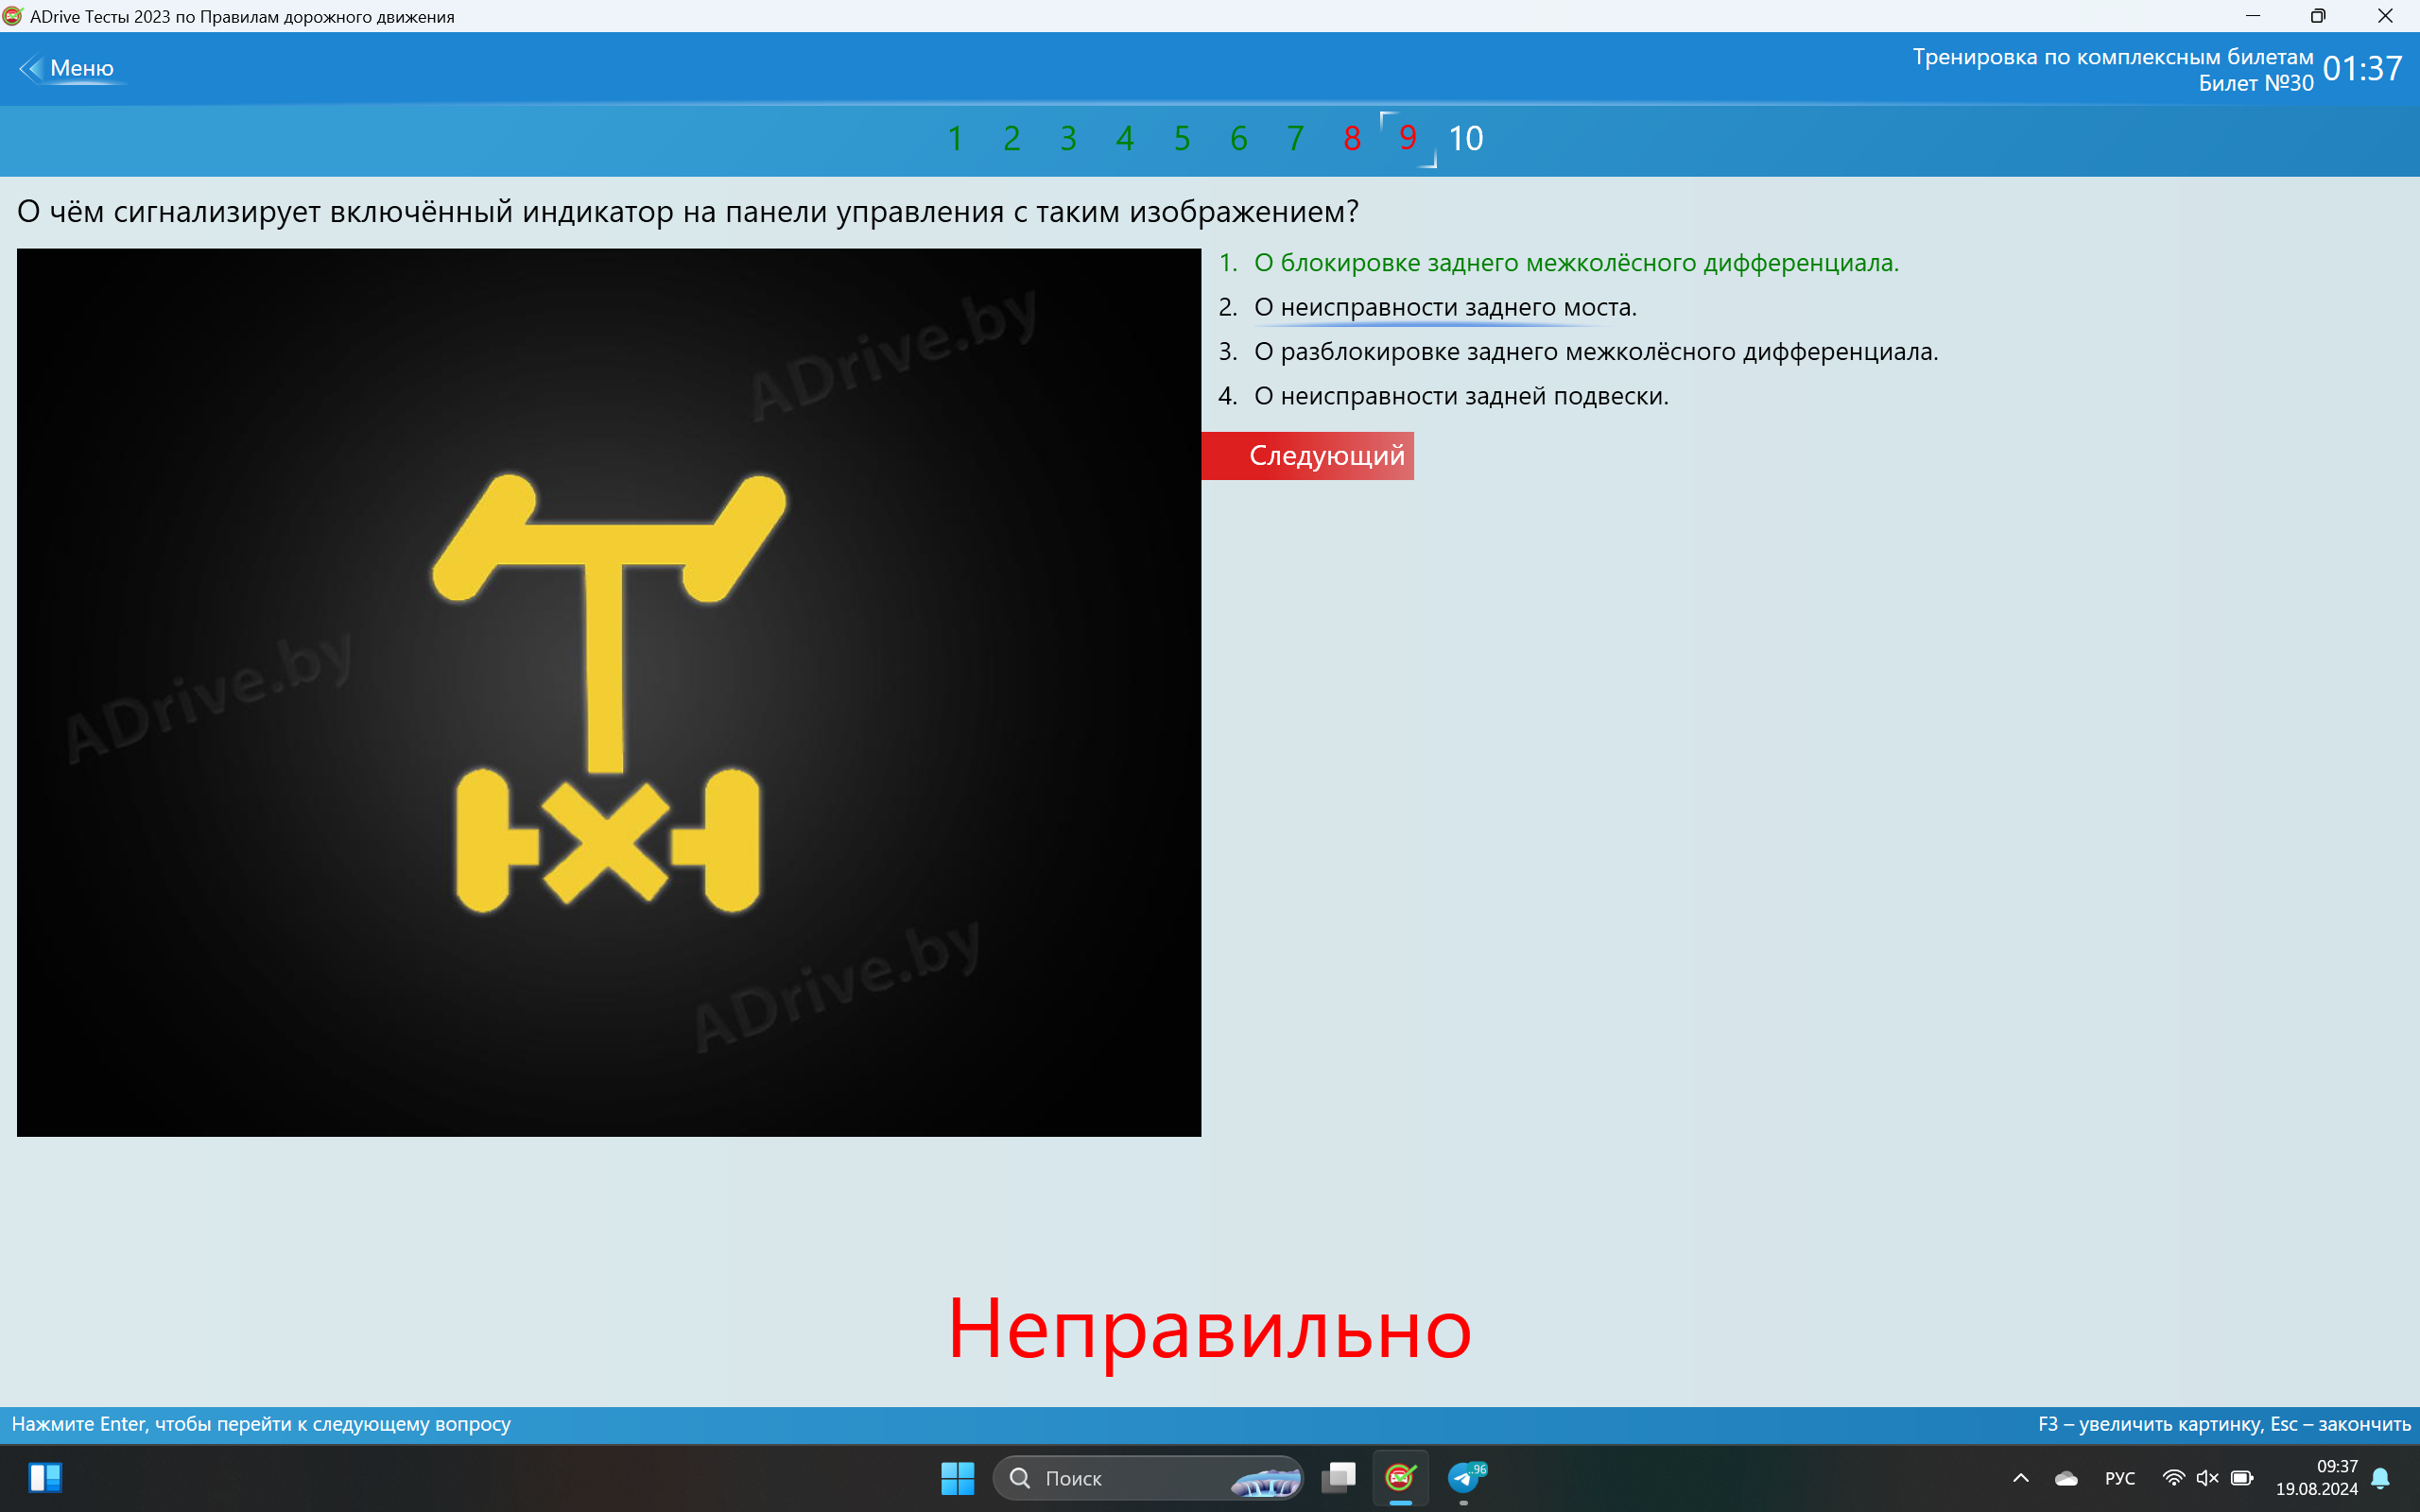 ADrive Тесты 2023 по Правилам дорожного движения
Меню
Тренировка по комплексным билетам
Билет №30
01:37
1 2 3 4 5 6 7 8 9 10
О чём сигнализирует включённый индикатор на панели управления с таким изображением?
ADrive.by
ADrive.by
ADrive.by
1. О блокировке заднего межколёсного дифференциала.
2. О неисправности заднего моста.
3. О разблокировке заднего межколёсного дифференциала.
4. О неисправности задней подвески.
Следующий
Неправильно
Нажмите Enter, чтобы перейти к следующему вопросу
F3 – увеличить картинку, Esc – закончить
Поиск
..96
РУС
09:37
19.08.2024